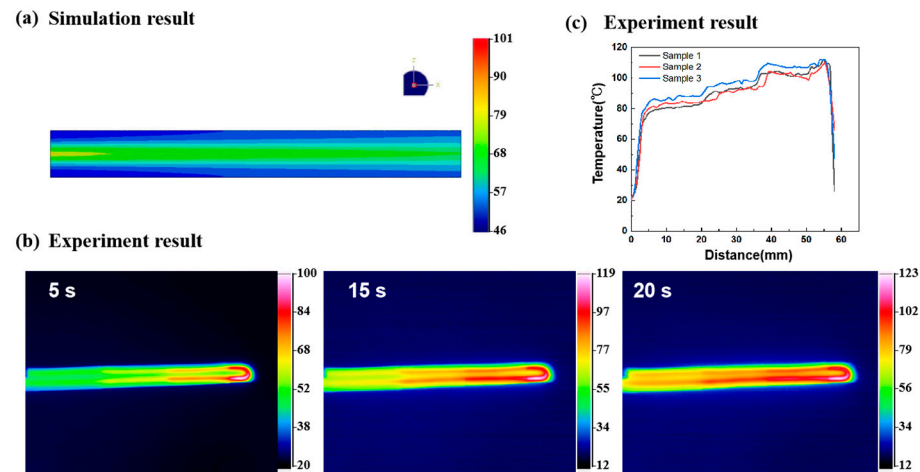 (a) Simulation result
101
90
79
68
57
46
z
x
(b) Experiment result
5 s
100
84
68
52
36
20
15 s
119
97
77
55
34
12
20 s
123
100
79
56
34
12
(c) Experiment result
Sample 1
Sample 2
Sample 3
Temperature(°C)
120
100
80
60
40
20
0
0 10 20 30 40 50 60
Distance(mm)